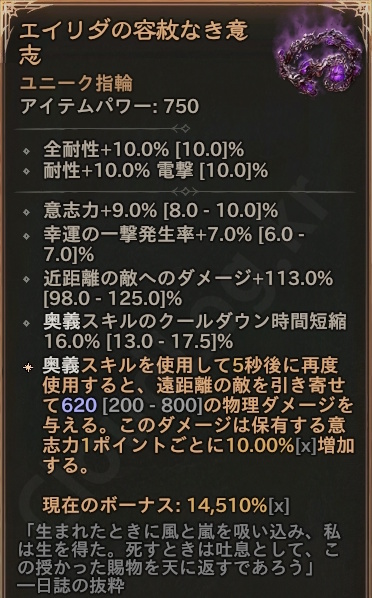 エイリダの容赦なき意
志
ユニーク指輪
アイテムパワー: 750
全耐性+10.0% [10.0]%
耐性+10.0% 電撃 [10.0]%
意志力+9.0% [8.0 - 10.0]%
幸運の一撃発生率+7.0% [6.0 -
7.0]%
近距離の敵へのダメージ+113.0%
[98.0 - 125.0]%
奥義スキルのクールダウン時間短縮
16.0% [13.0 - 17.5]%
奥義スキルを使用して5秒後に再度
使用すると、遠距離の敵を引き寄せ
て620 [200 - 800]の物理ダメージを
与える。このダメージは保有する意
志力1ポイントごとに10.00%[x]増加
する。
現在のボーナス: 14,510%[x]
「生まれたときに風と嵐を吸い込み、私
は生を得た。死すときは吐息として、こ
の授かった賜物を天に返すであろう」
―日誌の抜粋